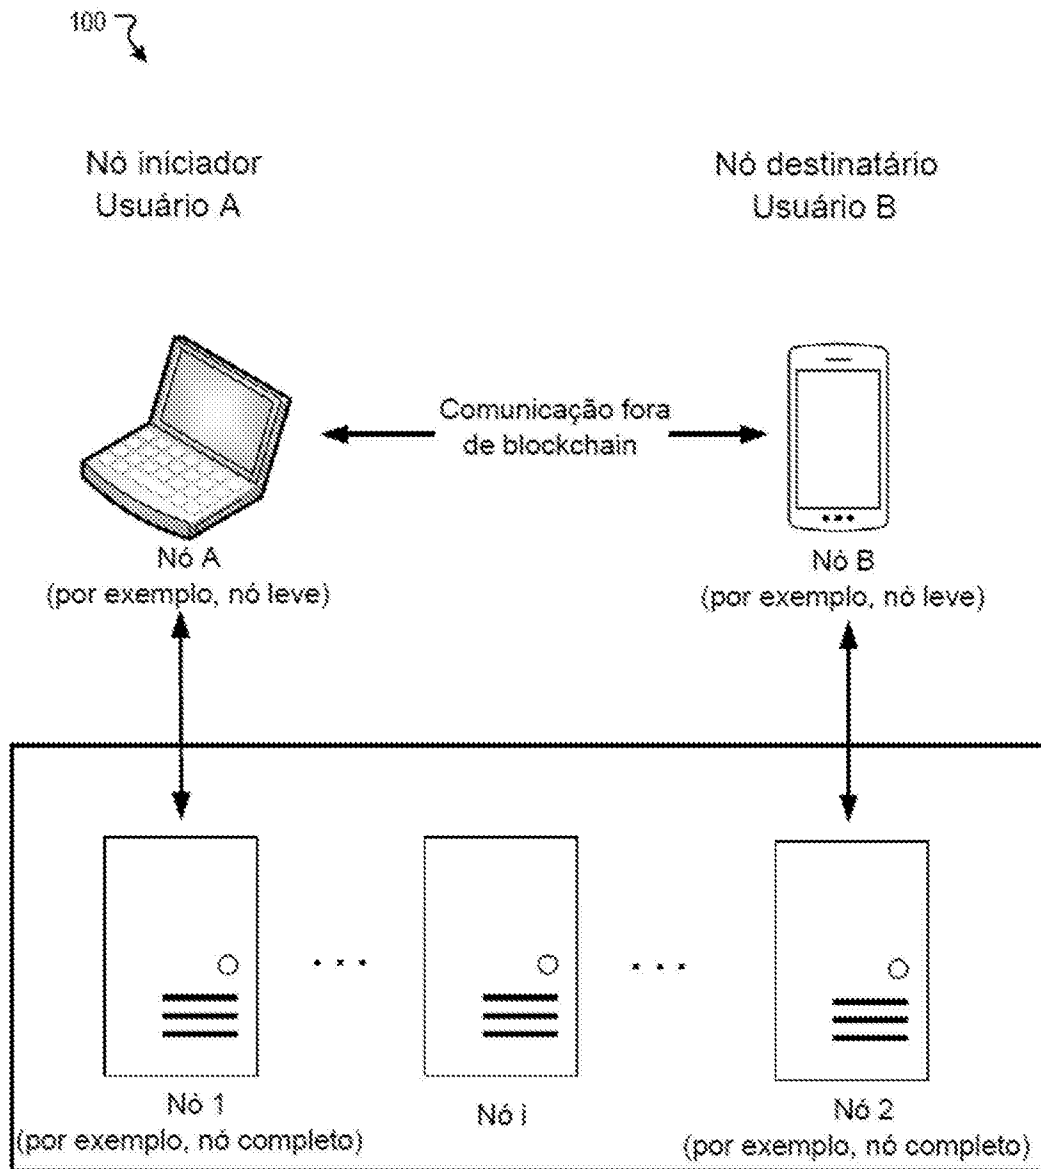 100
Nó iniciador
Usuário A
Nó destinatário
Usuário B
Comunicação fora
de blockchain
Nó A
(por exemplo, nó leve)
Nó B
(por exemplo, nó leve)
Nó 1
(por exemplo, nó completo)
Nó i
Nó 2
(por exemplo, nó completo)